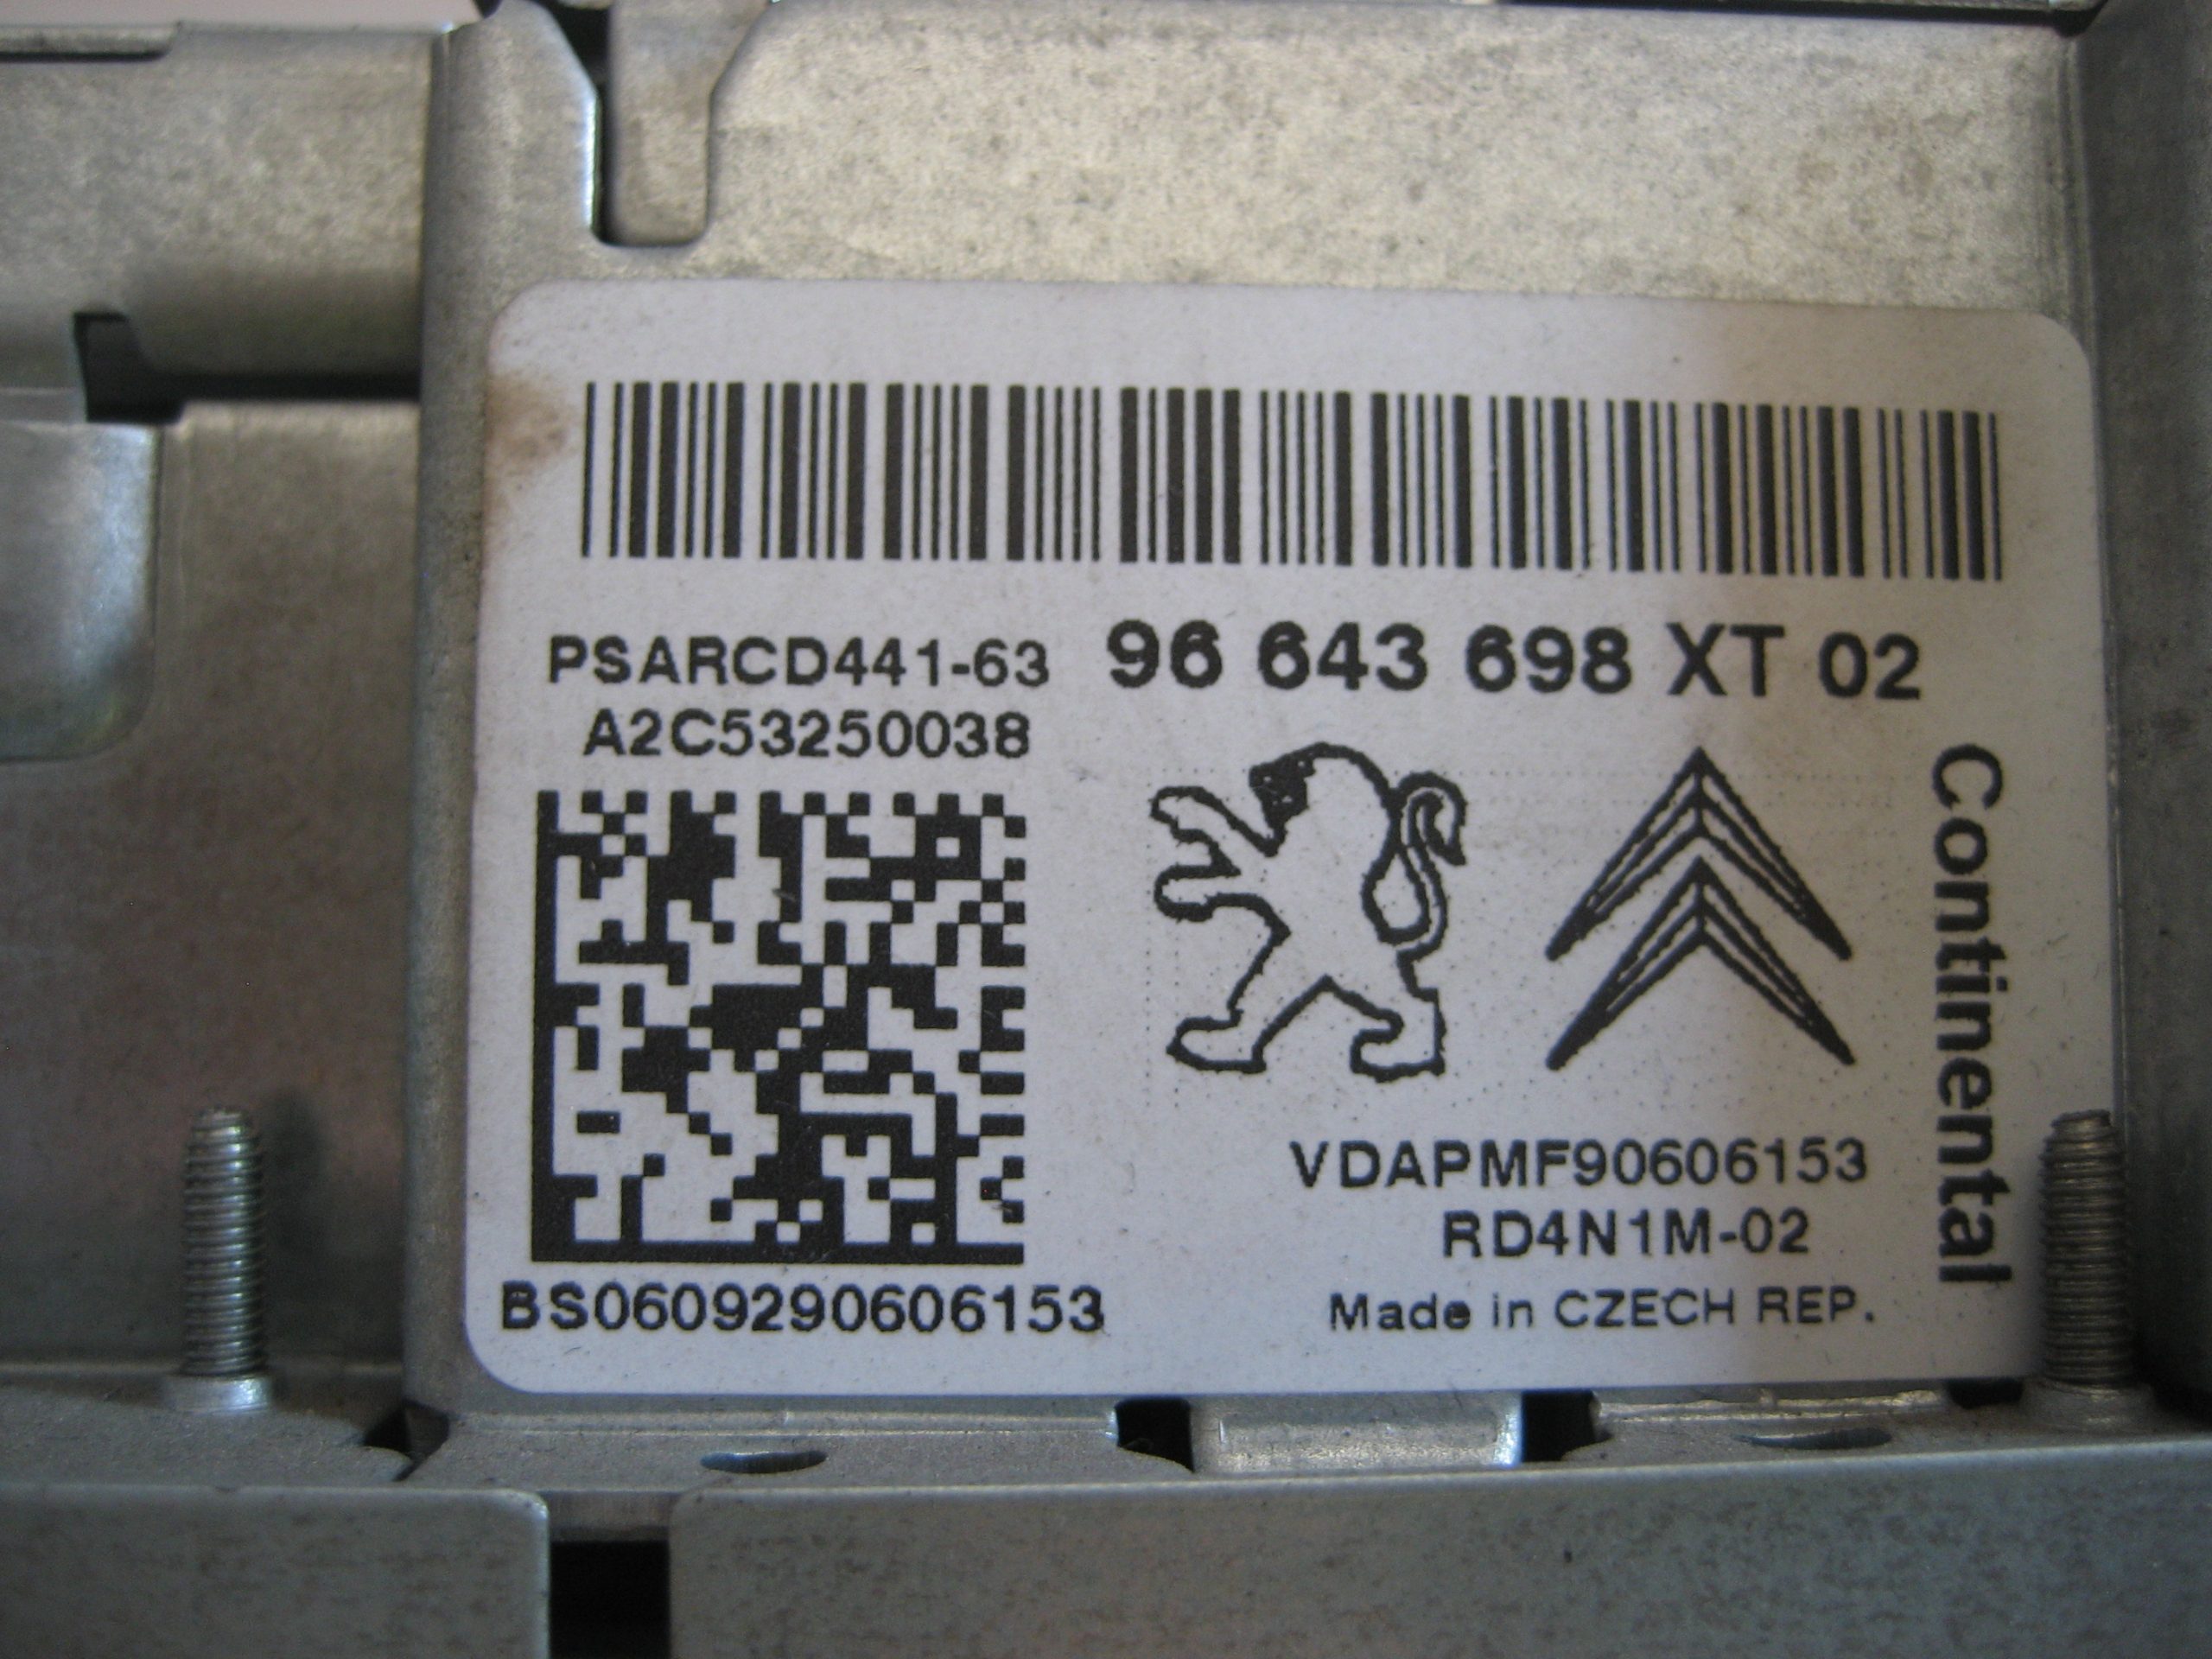 PSARCD441-63 96 643 698 XT 02
A2C53250038
Continental
VDAPMF90606153
RD4N1M-02
BS0609290606153
Made in CZECH REP.